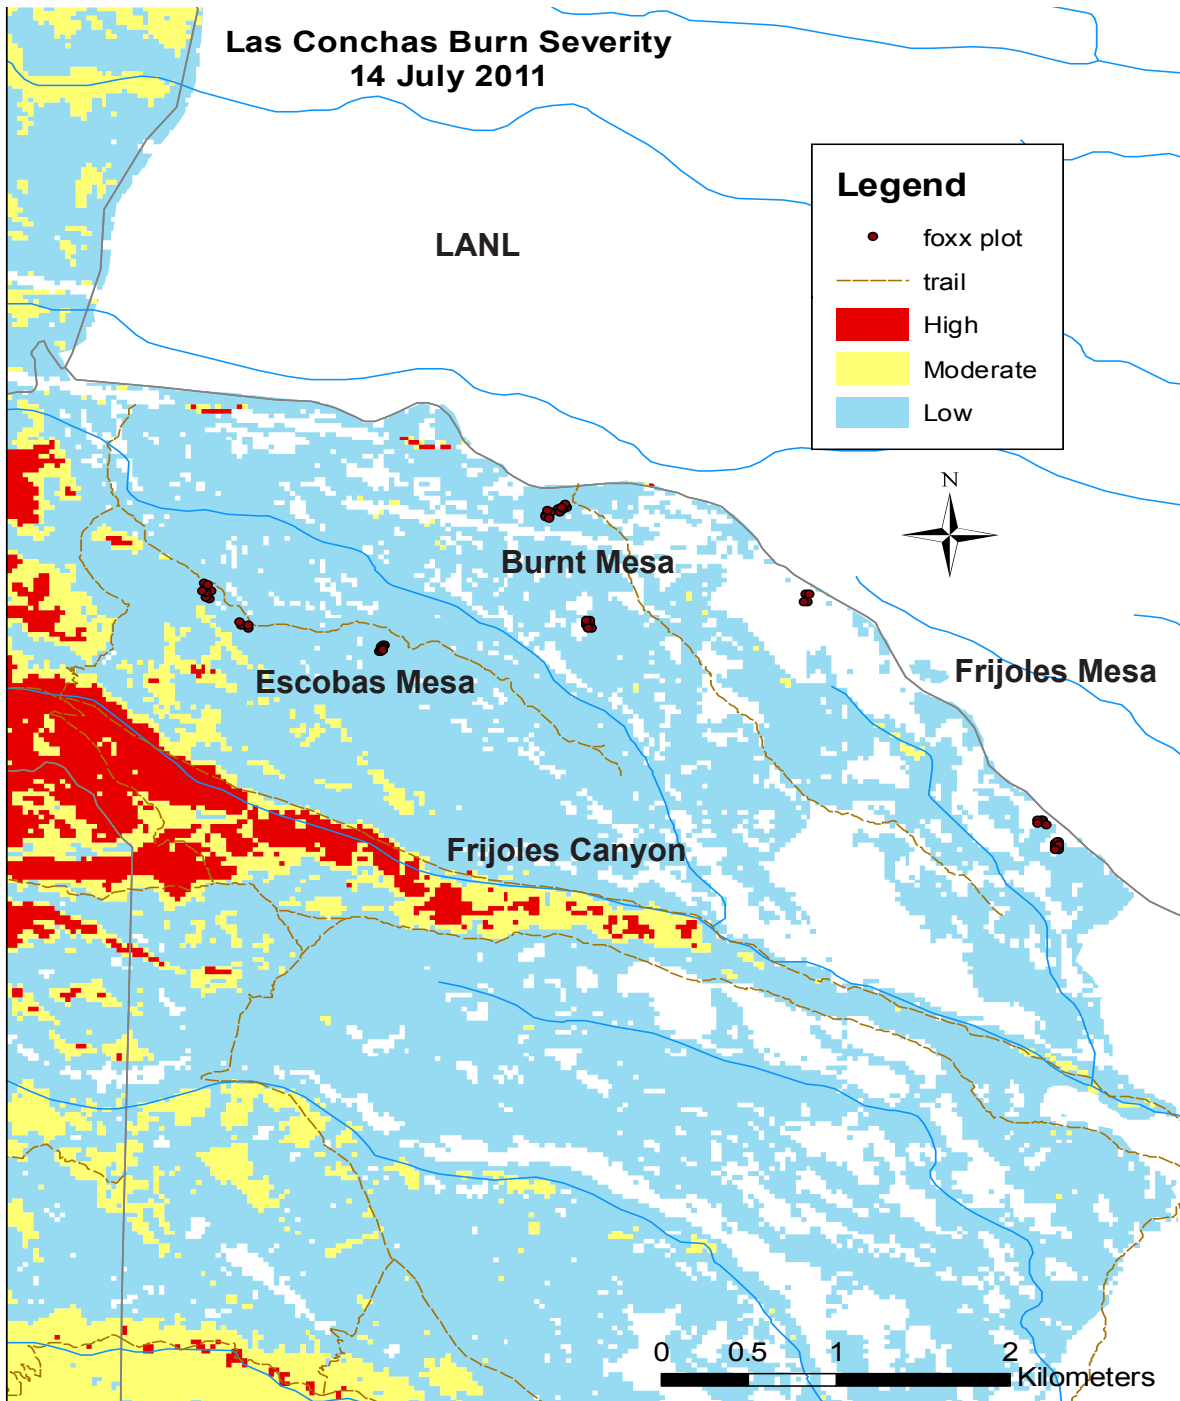 Las Conchas Burn Severity
14 July 2011
Legend
foxx plot
trail
High
Moderate
Low
LANL
N
Burnt Mesa
Escobas Mesa
Frijoles Mesa
Frijoles Canyon
0 0.5 1 2
Kilometers